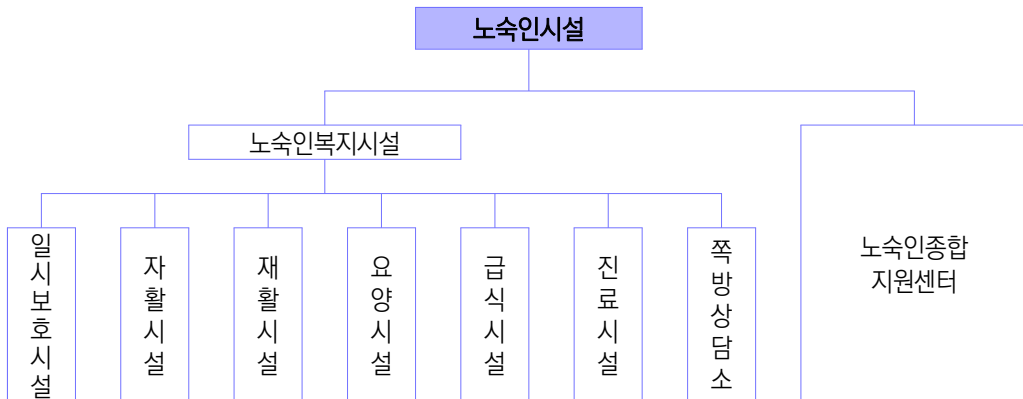 노숙인시설
노숙인복지시설
일시보호시설
자활시설
재활시설
요양시설
급식시설
진료시설
쪽방상담소
노숙인종합
지원센터